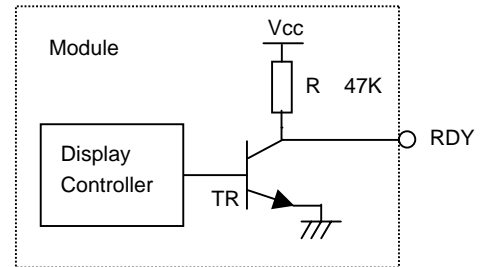 Vcc
Module
R 47K
RDY
Display
Controller
TR